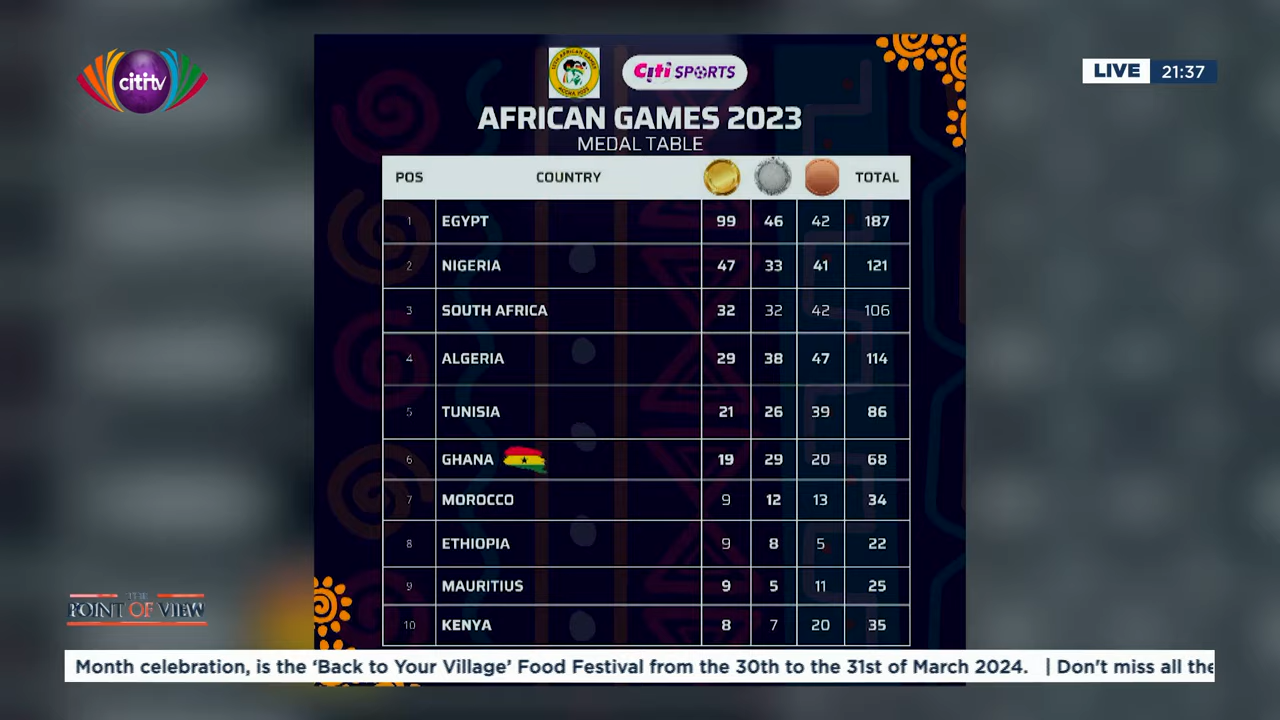 citi tv
LIVE 21:37
Citi SPORTS
AFRICAN GAMES 2023
MEDAL TABLE
POS COUNTRY TOTAL
1 EGYPT 99 46 42 187
2 NIGERIA 47 33 41 121
3 SOUTH AFRICA 32 32 42 106
4 ALGERIA 29 38 47 114
5 TUNISIA 21 26 39 86
6 GHANA 19 29 20 68
7 MOROCCO 9 12 13 34
8 ETHIOPIA 9 8 5 22
9 MAURITIUS 9 5 11 25
10 KENYA 8 7 20 35
THE
POINT OF VIEW
Month celebration, is the ‘Back to Your Village’ Food Festival from the 30th to the 31st of March 2024. | Don't miss all the